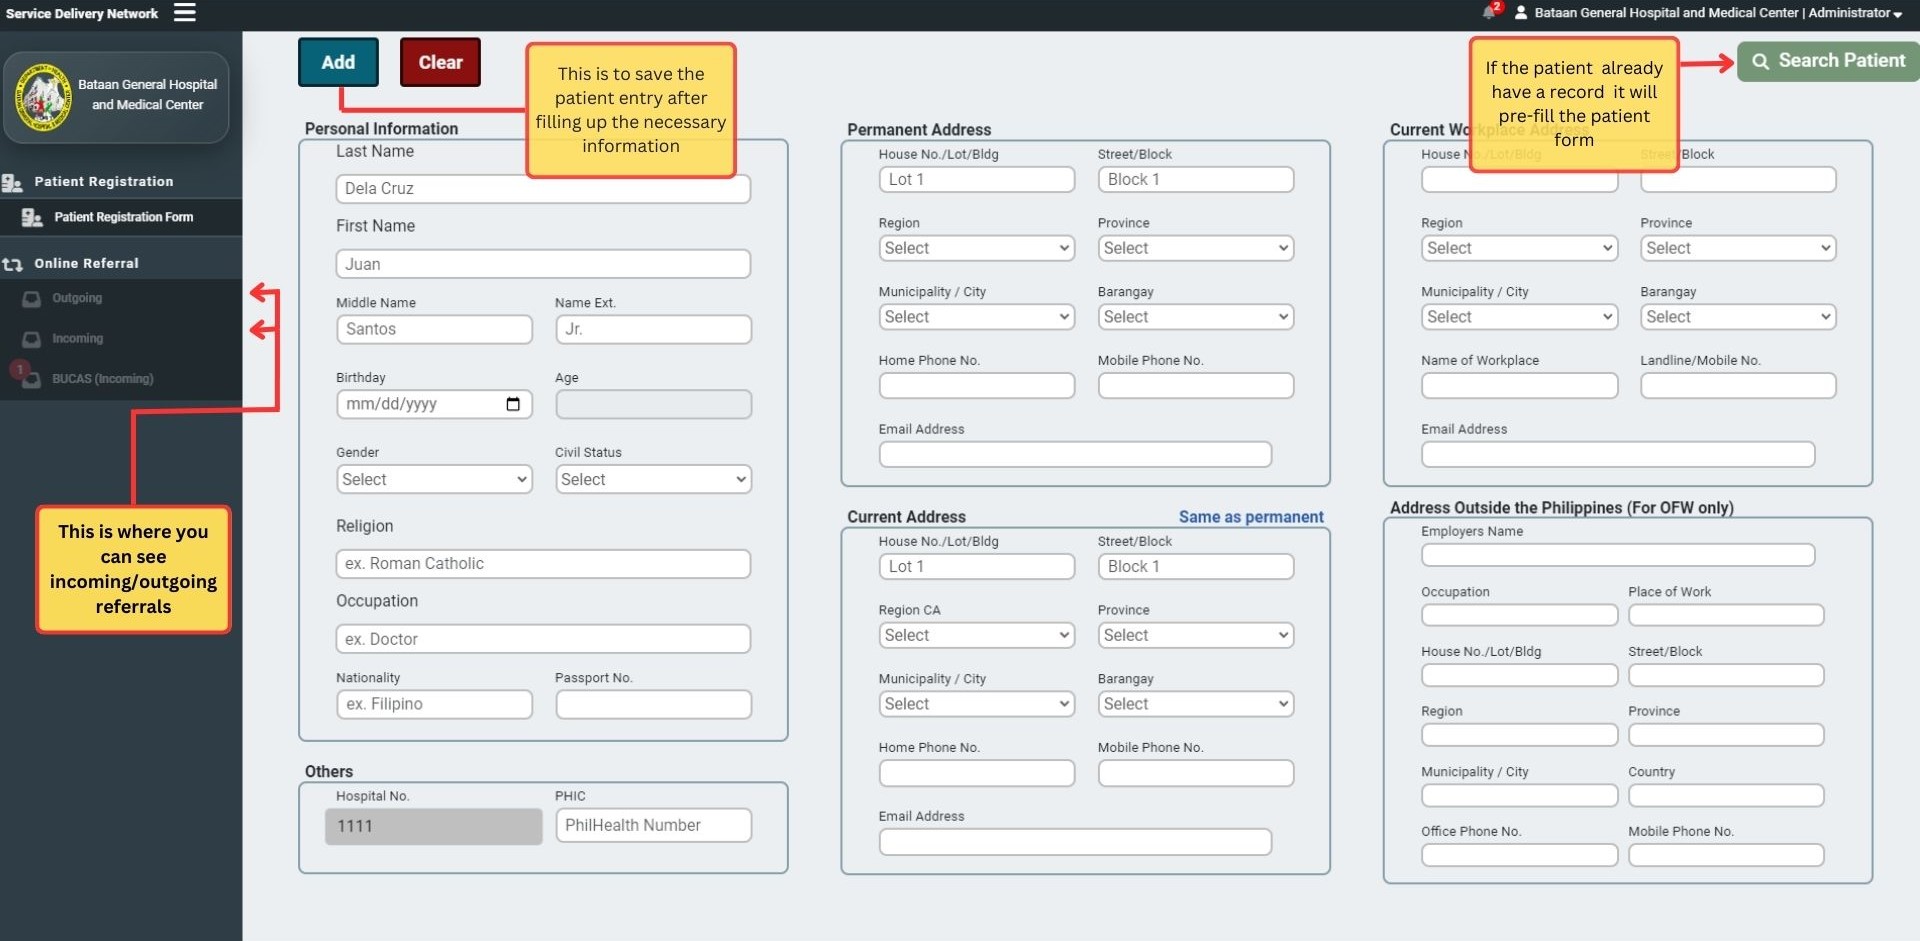 Service Delivery Network
2
Bataan General Hospital and Medical Center | Administrator
Bataan General Hospital
and Medical Center
Patient Registration
Patient Registration Form
Online Referral
Outgoing
Incoming
1
BUCAS (Incoming)
This is where you
can see
incoming/outgoing
referrals
Add
Clear
This is to save the
patient entry after
filling up the necessary
information
If the patient already
have a record it will
pre-fill the patient
form
Search Patient
Personal Information
Last Name
Dela Cruz
First Name
Juan
Middle Name
Name Ext.
Santos
Jr.
Birthday
Age
mm/dd/yyyy
Gender
Civil Status
Select
Select
Religion
ex. Roman Catholic
Occupation
ex. Doctor
Nationality
Passport No.
ex. Filipino
Others
Hospital No.
PHIC
1111
PhilHealth Number
Permanent Address
House No./Lot/Bldg
Street/Block
Lot 1
Block 1
Region
Province
Select
Select
Municipality / City
Barangay
Select
Select
Home Phone No.
Mobile Phone No.
Email Address
Current Address
Same as permanent
House No./Lot/Bldg
Street/Block
Lot 1
Block 1
Region CA
Province
Select
Select
Municipality / City
Barangay
Select
Select
Home Phone No.
Mobile Phone No.
Email Address
Current Workplace Address
House No./Lot/Bldg
Street/Block
Region
Province
Select
Select
Municipality / City
Barangay
Select
Select
Name of Workplace
Landline/Mobile No.
Email Address
Address Outside the Philippines (For OFW only)
Employers Name
Occupation
Place of Work
House No./Lot/Bldg
Street/Block
Region
Province
Municipality / City
Country
Office Phone No.
Mobile Phone No.